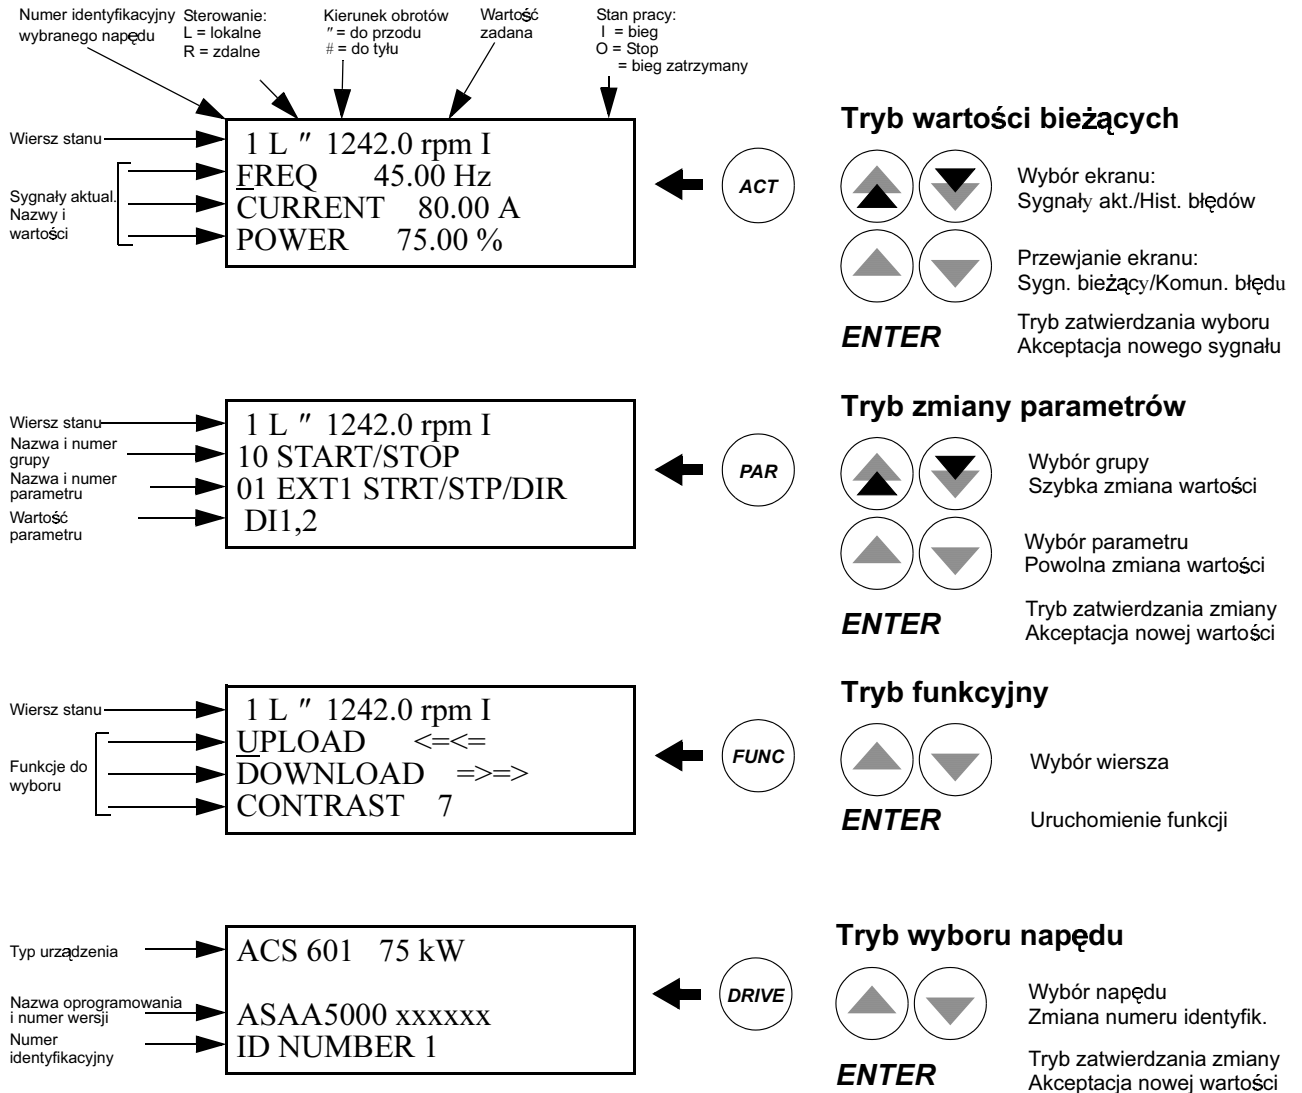 Numer identyfikacyjny
wybranego napędu
Sterowanie:
L = lokalne
R = zdalne
Kierunek obrotów
″ = do przodu
# = do tyłu
Wartość
zadana
Stan pracy:
I = bieg
O = Stop
= bieg zatrzymany
Wiersz stanu
1 L ″ 1242.0 rpm I
Sygnały aktual.
Nazwy i
wartości
FREQ 45.00 Hz
CURRENT 80.00 A
POWER 75.00 %
ACT
Tryb wartości bieżących
Wybór ekranu:
Sygnały akt./Hist. błędów
Przewjanie ekranu:
Sygn. bieżący/Komun. błędu
ENTER
Tryb zatwierdzania wyboru
Akceptacja nowego sygnału
Wiersz stanu
Nazwa i numer
grupy
Nazwa i numer
parametru
Wartość
parametru
1 L ″ 1242.0 rpm I
10 START/STOP
01 EXT1 STRT/STP/DIR
DI1,2
PAR
Tryb zmiany parametrów
Wybór grupy
Szybka zmiana wartości
Wybór parametru
Powolna zmiana wartości
ENTER
Tryb zatwierdzania zmiany
Akceptacja nowej wartości
Wiersz stanu
Funkcje do
wyboru
1 L ″ 1242.0 rpm I
UPLOAD <=<=
DOWNLOAD =>=>
CONTRAST 7
FUNC
Tryb funkcyjny
Wybór wiersza
ENTER
Uruchomienie funkcji
Typ urządzenia
Nazwa oprogramowania
i numer wersji
Numer
identyfikacyjny
ACS 601 75 kW
ASAA5000 xxxxxx
ID NUMBER 1
DRIVE
Tryb wyboru napędu
Wybór napędu
Zmiana numeru identyfik.
ENTER
Tryb zatwierdzania zmiany
Akceptacja nowej wartości